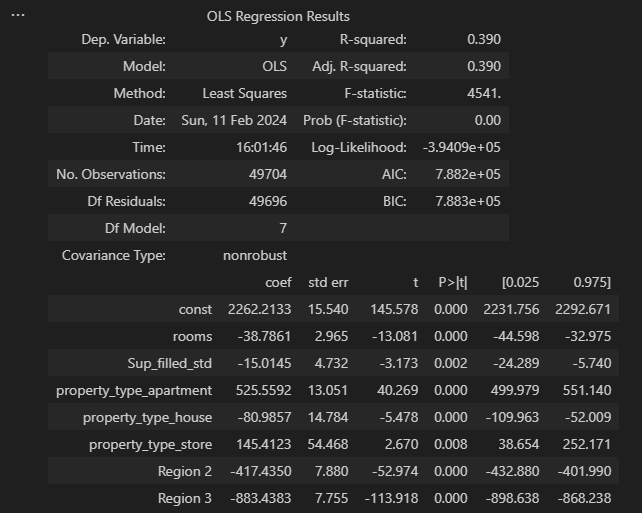 ...
OLS Regression Results
Dep. Variable: y R-squared: 0.390
Model: OLS Adj. R-squared: 0.390
Method: Least Squares F-statistic: 4541.
Date: Sun, 11 Feb 2024 Prob (F-statistic): 0.00
Time: 16:01:46 Log-Likelihood: -3.9409e+05
No. Observations: 49704 AIC: 7.882e+05
Df Residuals: 49696 BIC: 7.883e+05
Df Model: 7
Covariance Type: nonrobust
coef std err t P>|t| [0.025 0.975]
const 2262.2133 15.540 145.578 0.000 2231.756 2292.671
rooms -38.7861 2.965 -13.081 0.000 -44.598 -32.975
Sup_filled_std -15.0145 4.732 -3.173 0.002 -24.289 -5.740
property_type_apartment 525.5592 13.051 40.269 0.000 499.979 551.140
property_type_house -80.9857 14.784 -5.478 0.000 -109.963 -52.009
property_type_store 145.4123 54.468 2.670 0.008 38.654 252.171
Region 2 -417.4350 7.880 -52.974 0.000 -432.880 -401.990
Region 3 -883.4383 7.755 -113.918 0.000 -898.638 -868.238